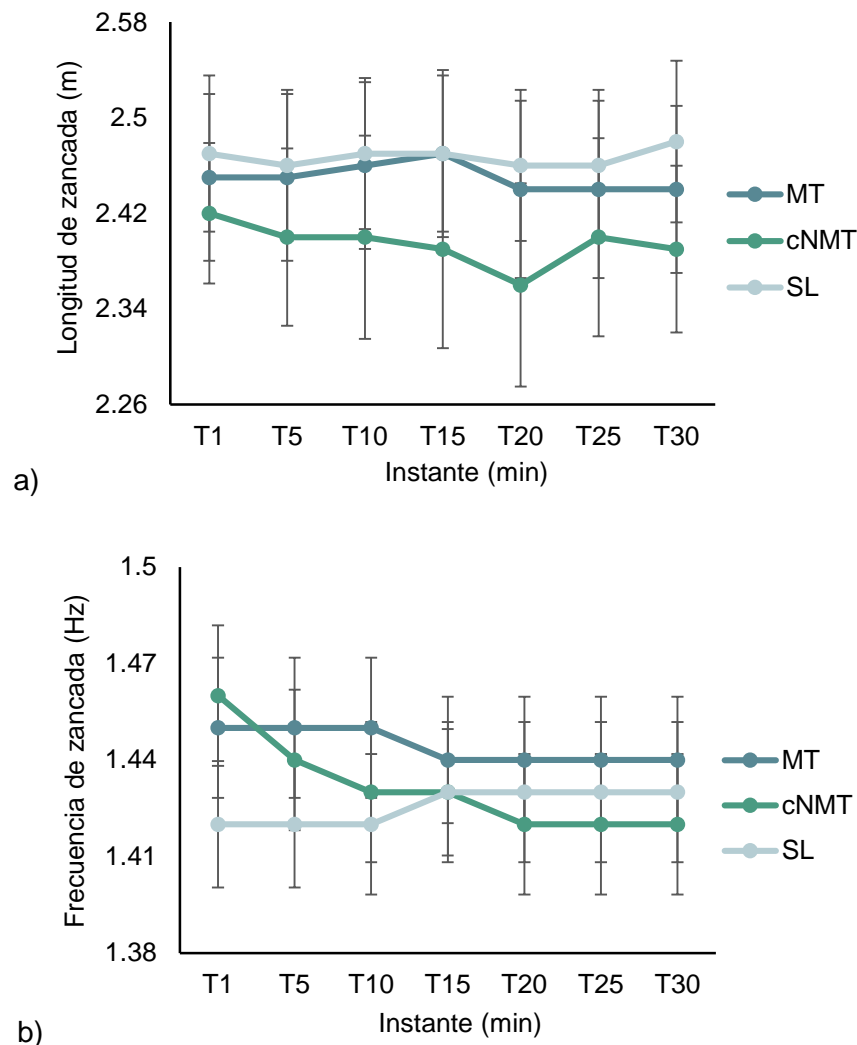 2.58
2.5
2.42
2.34
2.26
Longitud de zancada (m)
T1 T5 T10 T15 T20 T25 T30
Instante (min)
MT
cNMT
SL
a)
1.5
1.47
1.44
1.41
1.38
Frecuencia de zancada (Hz)
T1 T5 T10 T15 T20 T25 T30
Instante (min)
MT
cNMT
SL
b)